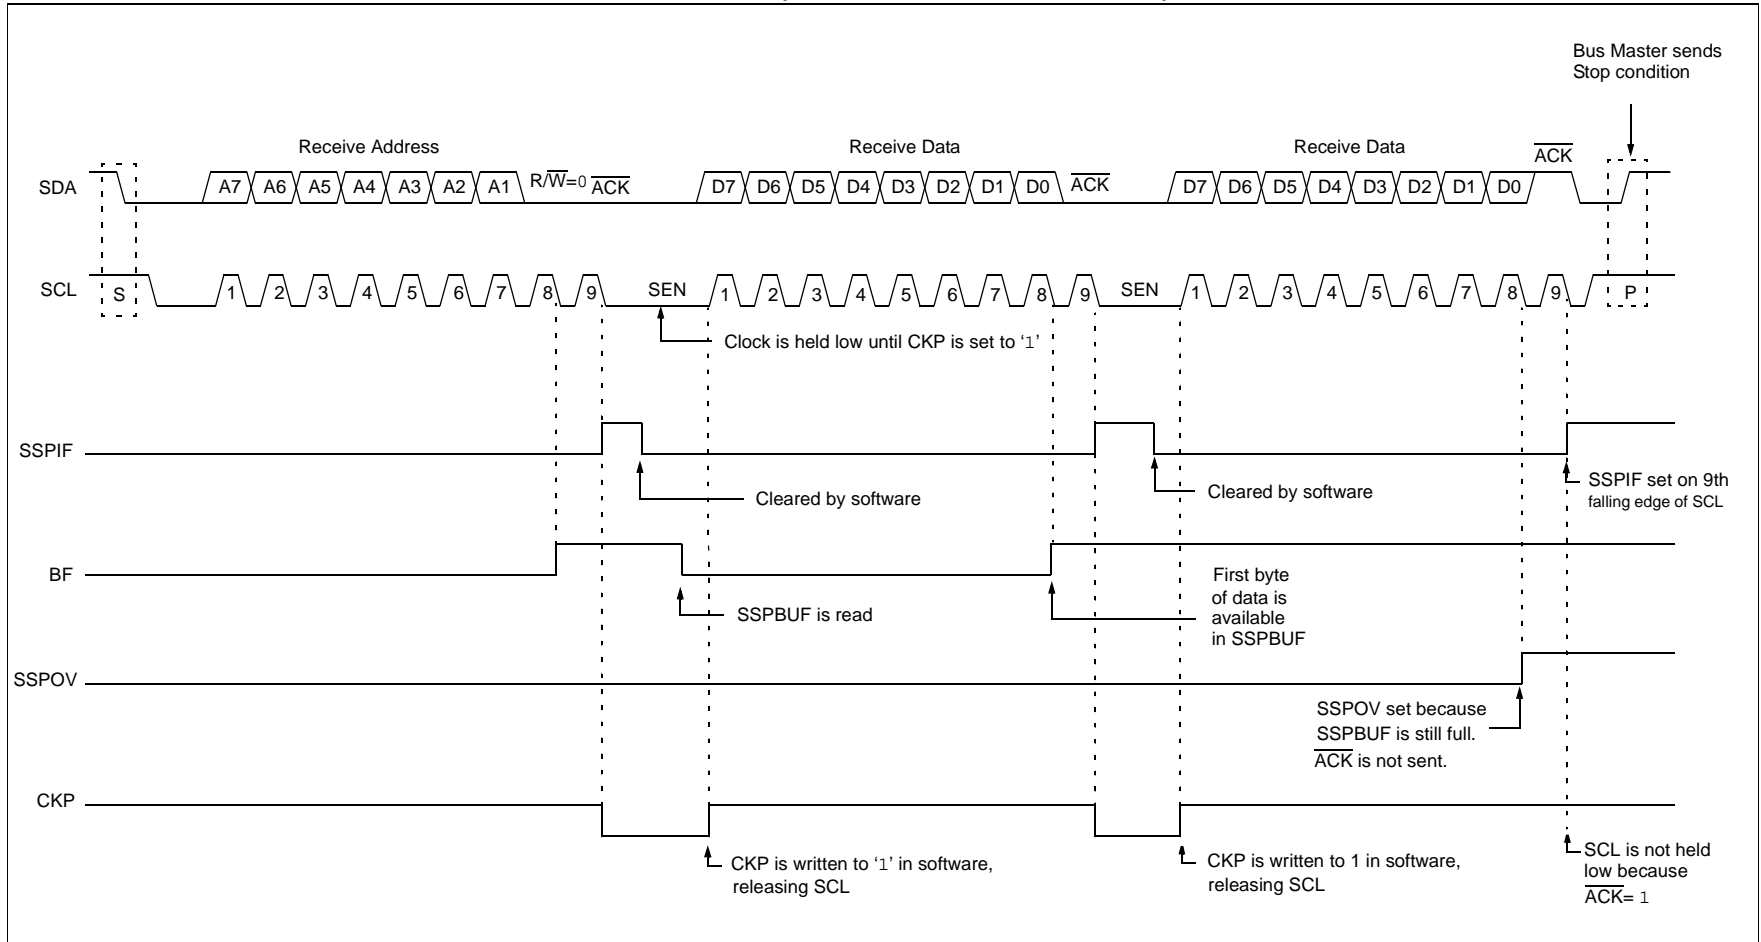 Bus Master sends
Stop condition
Receive Address
Receive Data
Receive Data
ACK
SDA
A7 A6 A5 A4 A3 A2 A1 R/W=0 ACK
D7 D6 D5 D4 D3 D2 D1 D0 ACK
D7 D6 D5 D4 D3 D2 D1 D0
SCL
S
1 2 3 4 5 6 7 8 9 SEN
1 2 3 4 5 6 7 8 9 SEN
1 2 3 4 5 6 7 8 9
P
Clock is held low until CKP is set to ‘1’
SSPIF
Cleared by software
Cleared by software
SSPIF set on 9th
falling edge of SCL
BF
SSPBUF is read
First byte
of data is
available
in SSPBUF
SSPOV
SSPOV set because
SSPBUF is still full.
ACK is not sent.
CKP
CKP is written to ‘1’ in software,
releasing SCL
CKP is written to 1 in software,
releasing SCL
SCL is not held
low because
ACK= 1